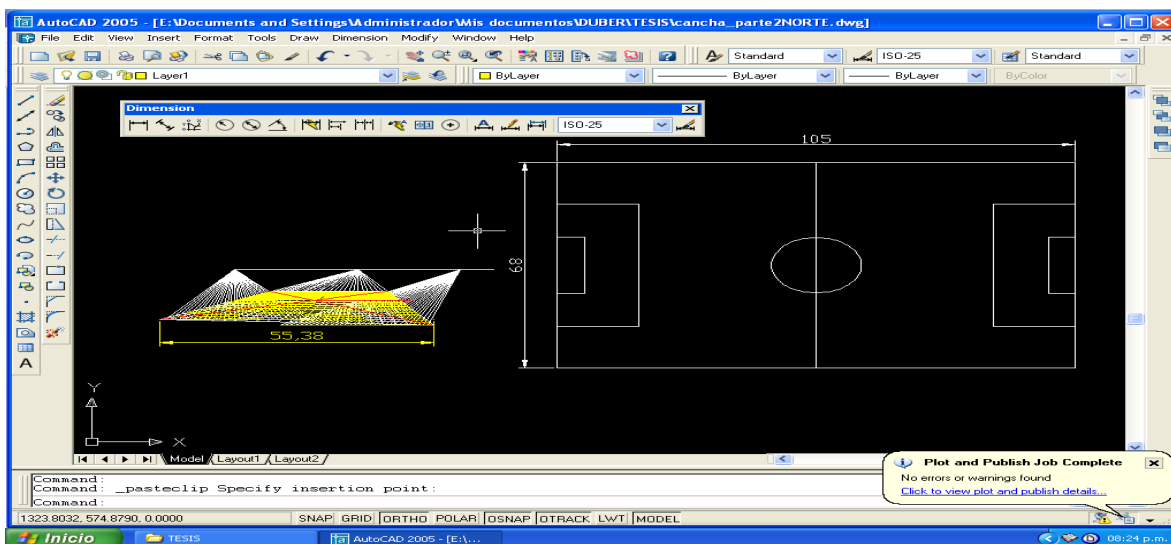 AutoCAD 2005 - [E:\Documents and Settings\Administrador\Mis documentos\DUBER\TESIS\cancha_parte2NORTE.dwg]
File Edit View Insert Format Tools Draw Dimension Modify Window Help
Standard ISO-25 Standard
Layer1 ByLayer ByLayer ByLayer ByColor
Dimension
ISO-25
105
68
55,38
A
Y
X
Model Layout1 Layout2
Command:
Command: _pasteclip Specify insertion point:
Command:
Plot and Publish Job Complete
No errors or warnings found
Click to view plot and publish details...
1323.8032, 574.8790, 0.0000 SNAP GRID ORTHO POLAR OSNAP OTRACK LWT MODEL
Inicio TESIS AutoCAD 2005 - [E:\... 08:24 p.m.